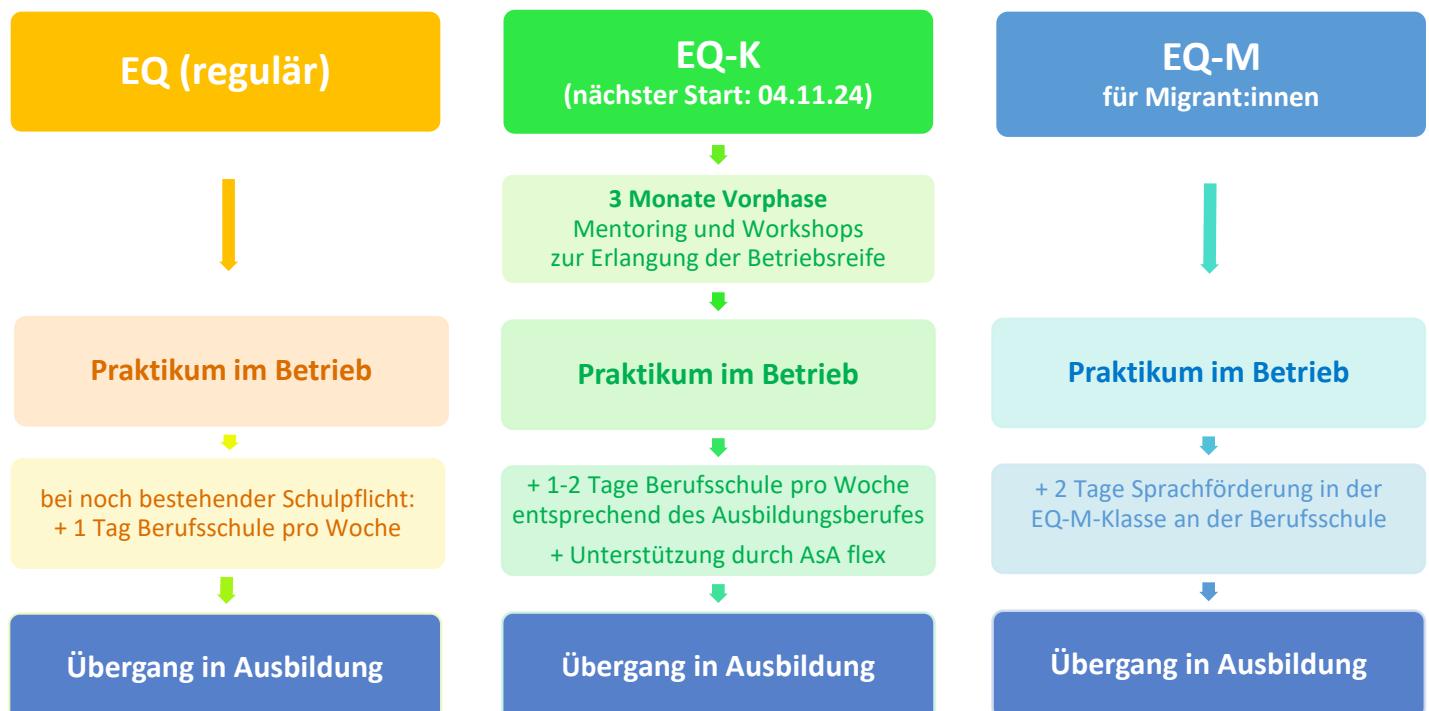 EQ (regulär)
Praktikum im Betrieb
bei noch bestehender Schulpflicht:
+ 1 Tag Berufsschule pro Woche
Übergang in Ausbildung
EQ-K
(nächster Start: 04.11.24)
3 Monate Vorphase
Mentoring und Workshops
zur Erlangung der Betriebsreife
Praktikum im Betrieb
+ 1-2 Tage Berufsschule pro Woche
entsprechend des Ausbildungsberufes
+ Unterstützung durch AsA flex
Übergang in Ausbildung
EQ-M
für Migrant:innen
Praktikum im Betrieb
+ 2 Tage Sprachförderung in der
EQ-M-Klasse an der Berufsschule
Übergang in Ausbildung